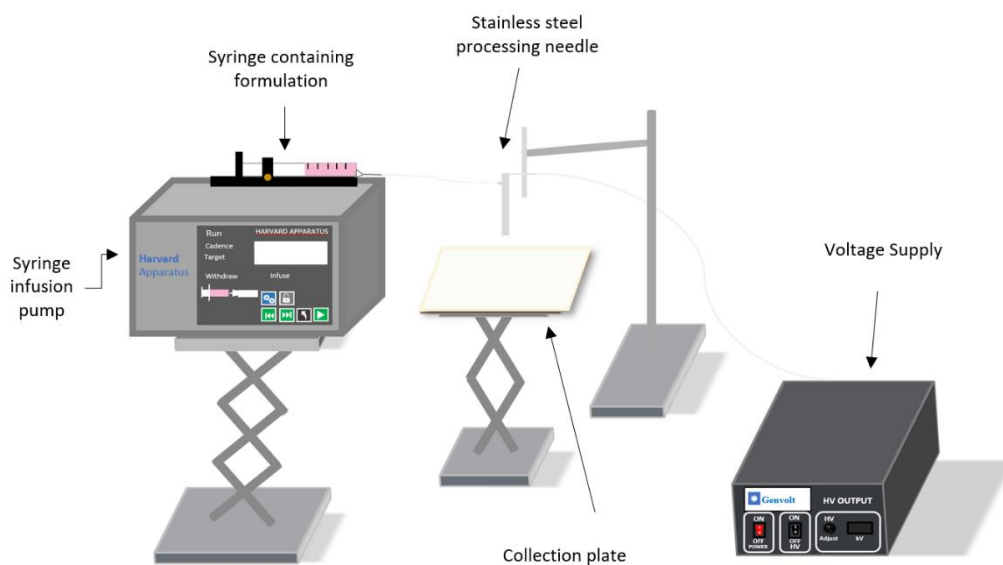 Stainless steel
processing needle
Syringe containing
formulation
Syringe
infusion
pump
Harvard
Apparatus
Run
HARVARD APPARATUS
Cadence
Target
Withdraw
Infuse
Voltage Supply
Genvolt
HV OUTPUT
ON
OFF
POWER
ON
OFF
HV
HV
Adjust
kV
Collection plate